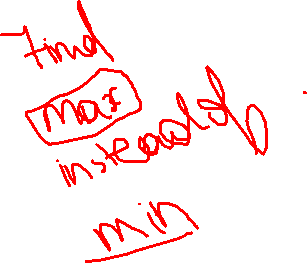 Find
max
instead of
min